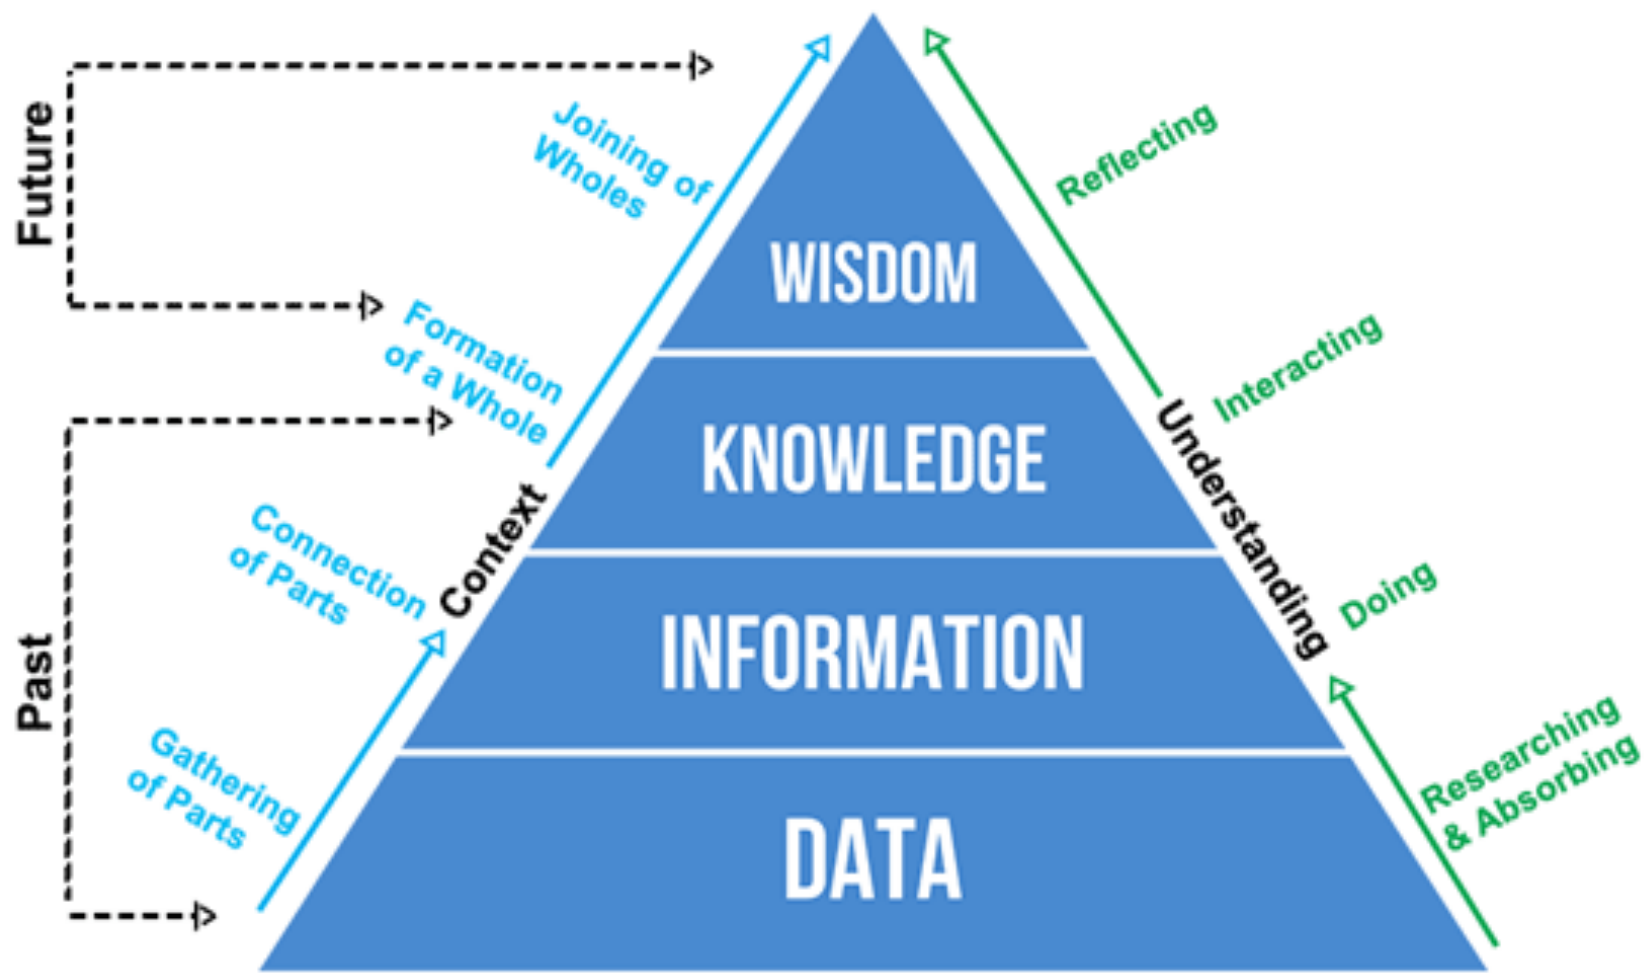 Future
Joining of
Wholes
Reflecting
WISDOM
Formation
of a Whole
Interacting
KNOWLEDGE
Context
Understanding
Past
Connection
of Parts
Doing
INFORMATION
Gathering
of Parts
Researching
& Absorbing
DATA